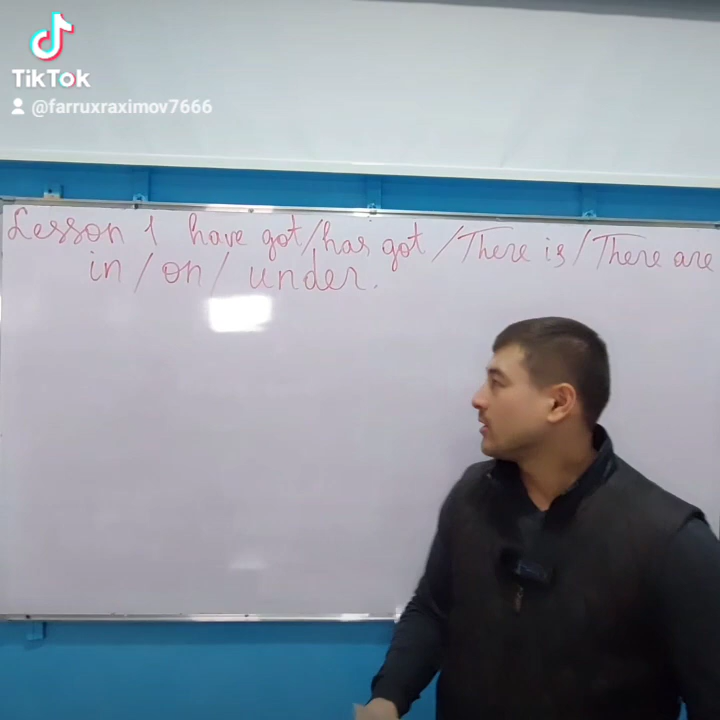 TikTok
@farruxraximov7666
Lesson 1 have got/has got/There is/There are
in/on/under.